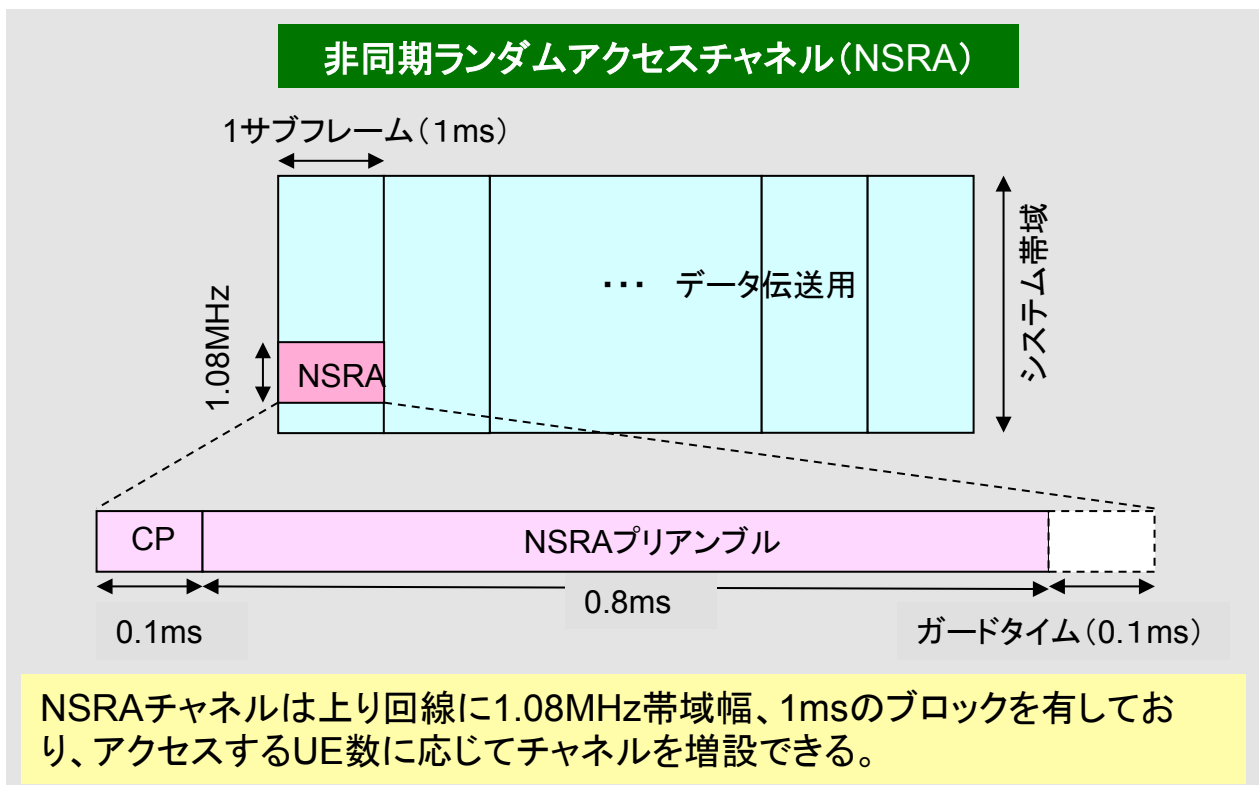 非同期ランダムアクセスチャネル（NSRA）
1サブフレーム（１ms）
1.08MHz
NSRA
･･･ データ伝送用
システム帯域
CP
NSRAプリアンブル
0.1ms
0.8ms
ガードタイム（0.１ms）
NSRAチャネルは上り回線に1.08MHz帯域幅、1msのブロックを有してお
り、アクセスするUE数に応じてチャネルを増設できる。